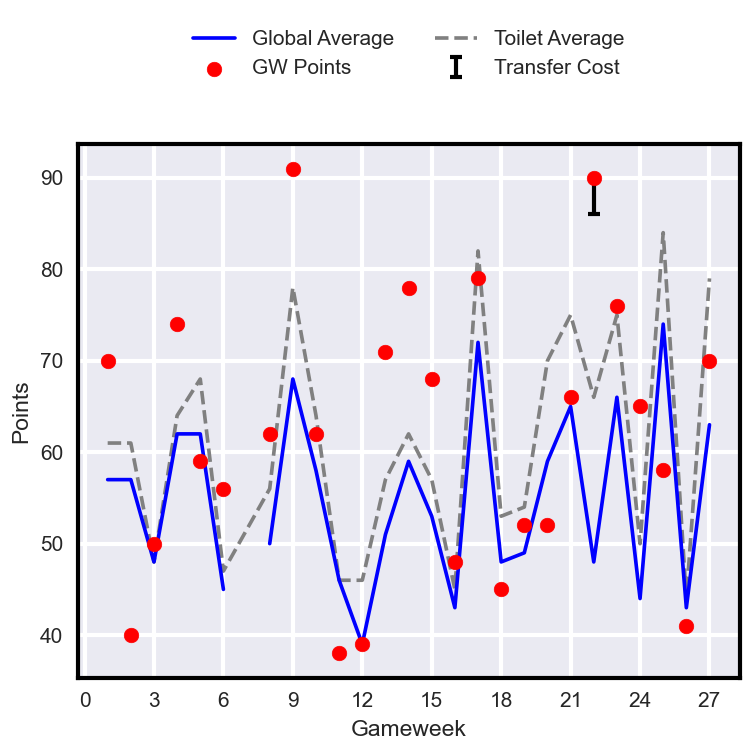 Global Average
Toilet Average
GW Points
Transfer Cost
90
80
70
60
50
40
Points
0 3 6 9 12 15 18 21 24 27
Gameweek